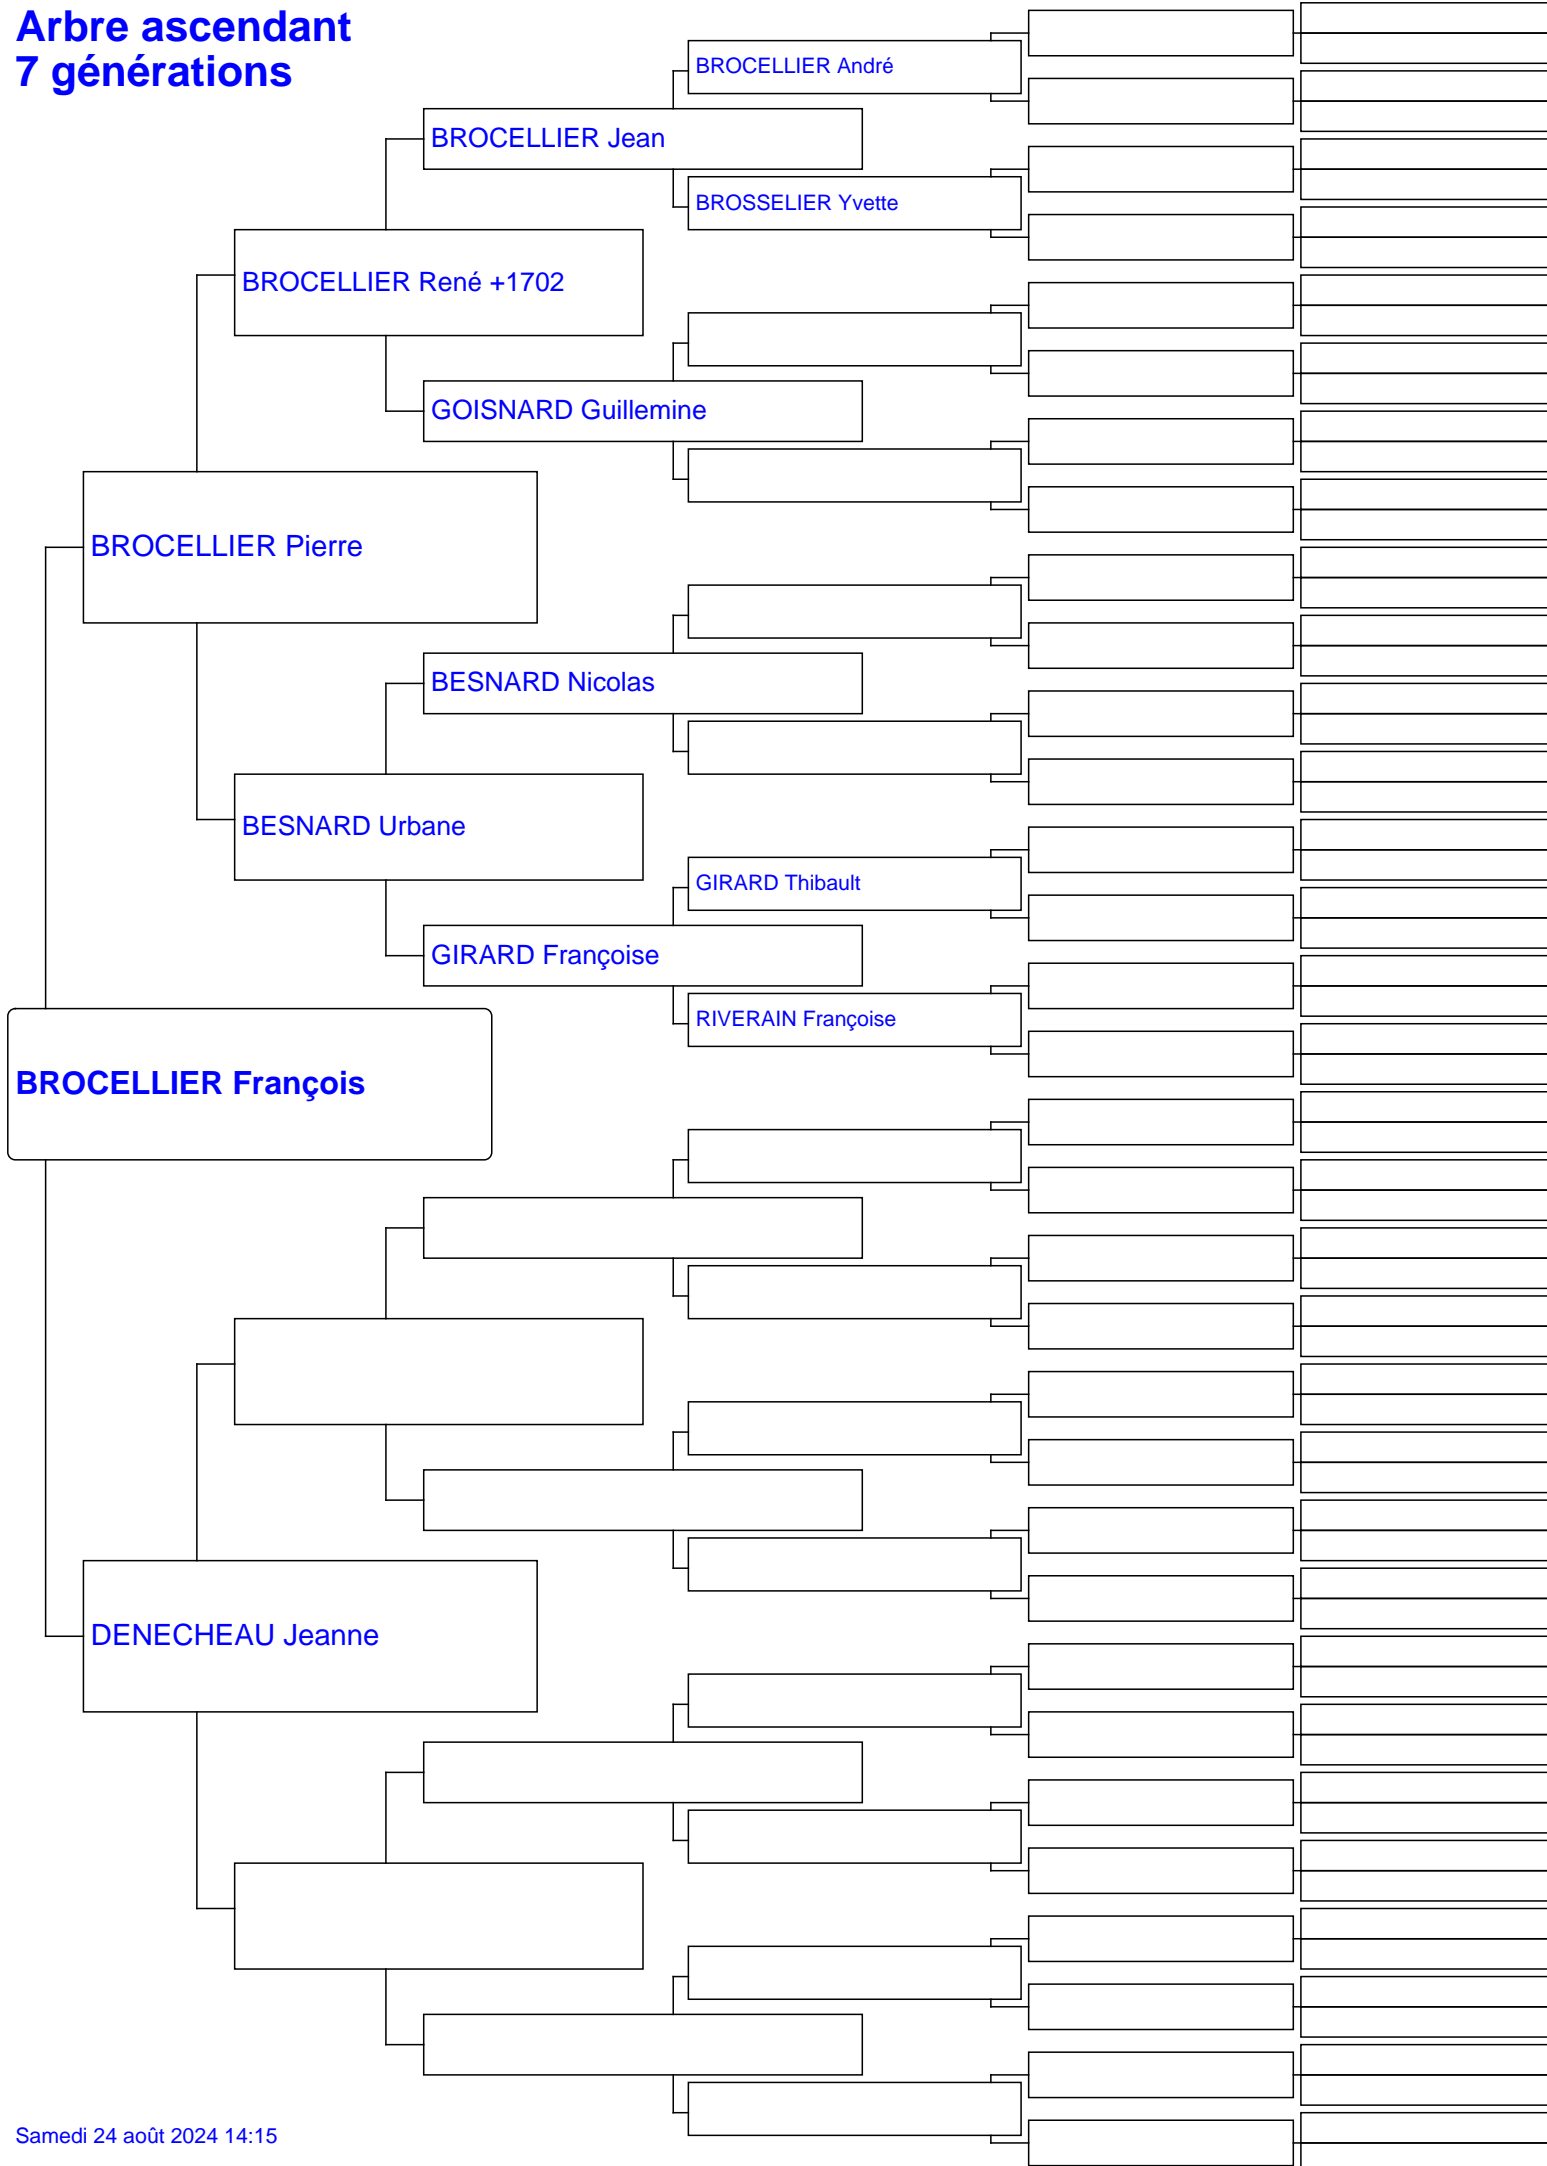 Arbre ascendant
7 générations
BROCELLIER André
BROCELLIER Jean
BROSSELIER Yvette
BROCELLIER René +1702
GOISNARD Guillemine
BROCELLIER Pierre
BESNARD Nicolas
BESNARD Urbane
GIRARD Thibault
GIRARD Françoise
RIVERAIN Françoise
BROCELLIER François
DENECHEAU Jeanne
Samedi 24 août 2024 14:15